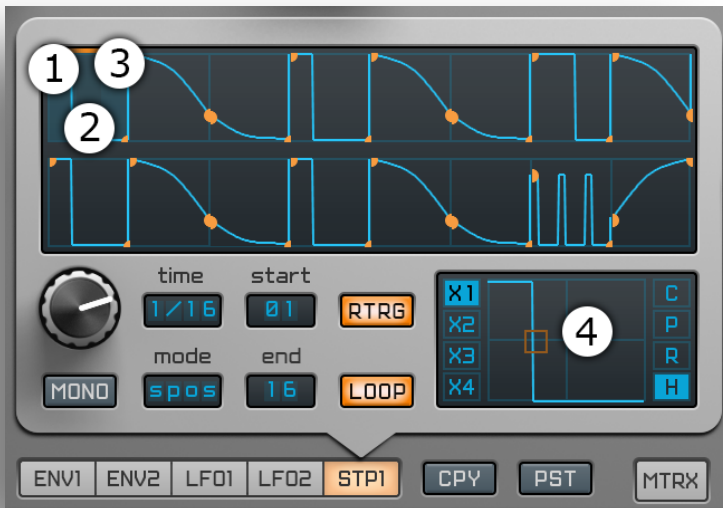 1 3
2
time start
1/16 01 RTRG
X1 C
X2 P
4
mode end
X3 R
MONO spos 16 LOOP
X4 H
ENV1 ENV2 LFO1 LFO2 STP1 CPY PST MTRX